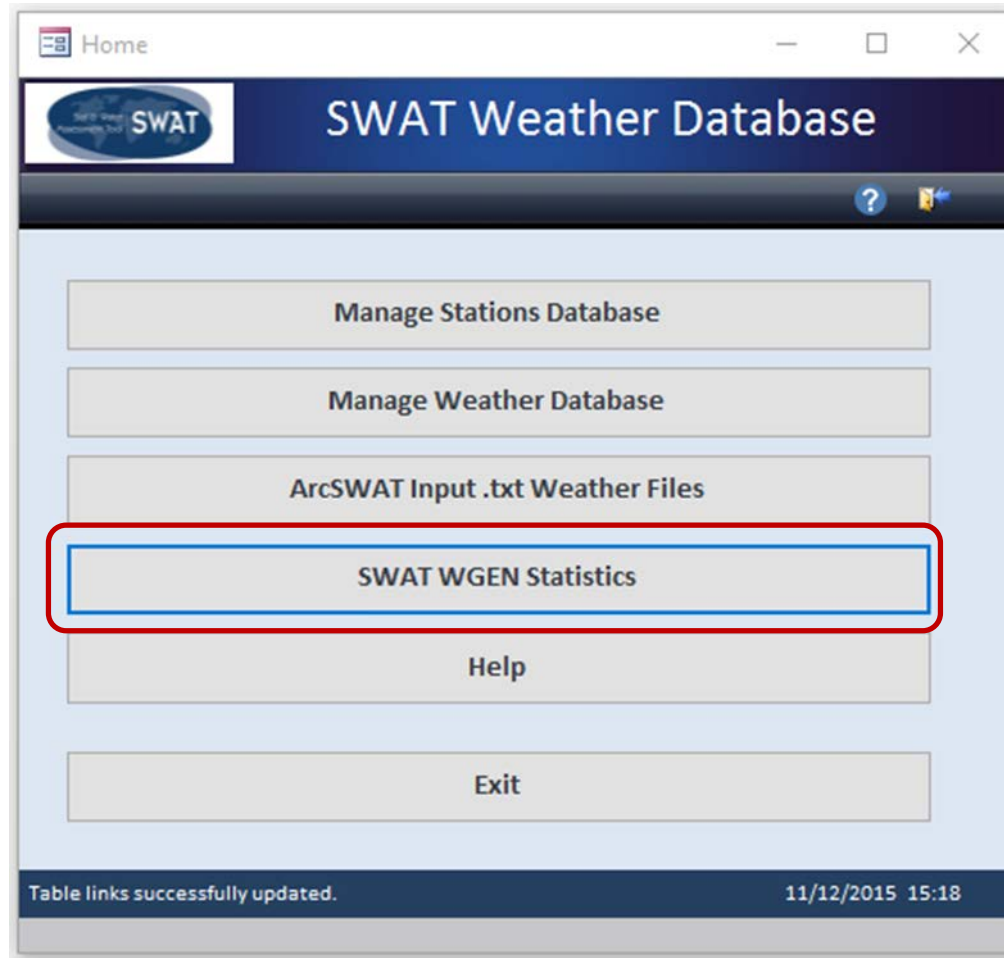 Home
SWAT
SWAT Weather Database
?
Manage Stations Database
Manage Weather Database
ArcSWAT Input .txt Weather Files
SWAT WGEN Statistics
Help
Exit
Table links successfully updated.
11/12/2015 15:18